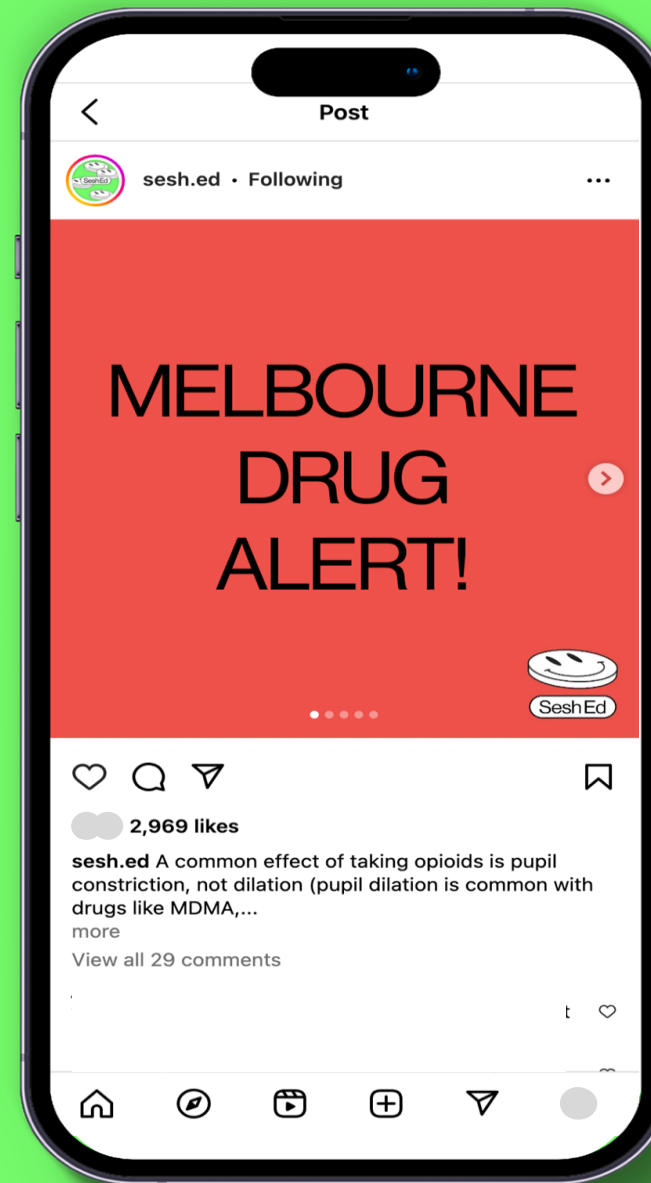 Post
SeshEd
sesh.ed • Following
MELBOURNE
DRUG
ALERT!
Sesh Ed
2,969 likes
sesh.ed A common effect of taking opioids is pupil
constriction, not dilation (pupil dilation is common with
drugs like MDMA,...
more
View all 29 comments
t